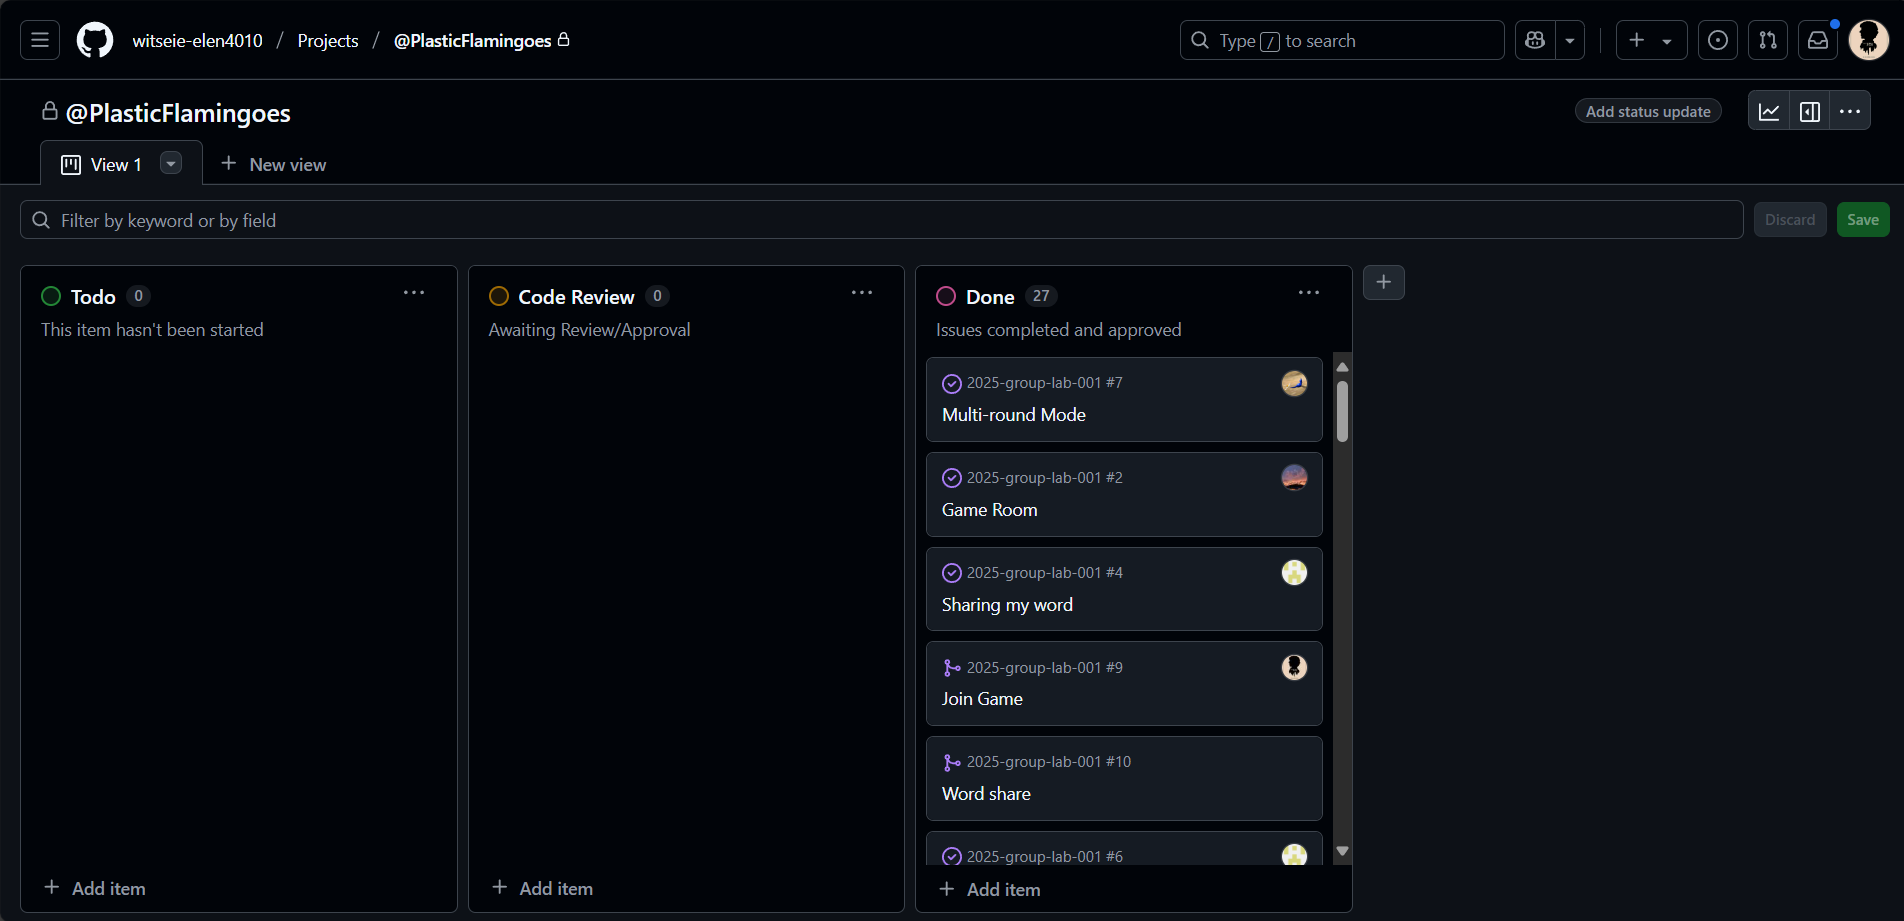 witseie-elen4010 / Projects / @PlasticFlamingoes
Type / to search
@PlasticFlamingoes
Add status update
View 1
New view
Filter by keyword or by field
Discard
Save
Todo 0
This item hasn't been started
Add item
Code Review 0
Awaiting Review/Approval
Add item
Done 27
Issues completed and approved
2025-group-lab-001 #7
Multi-round Mode
2025-group-lab-001 #2
Game Room
2025-group-lab-001 #4
Sharing my word
2025-group-lab-001 #9
Join Game
2025-group-lab-001 #10
Word share
2025-group-lab-001 #6
Add item